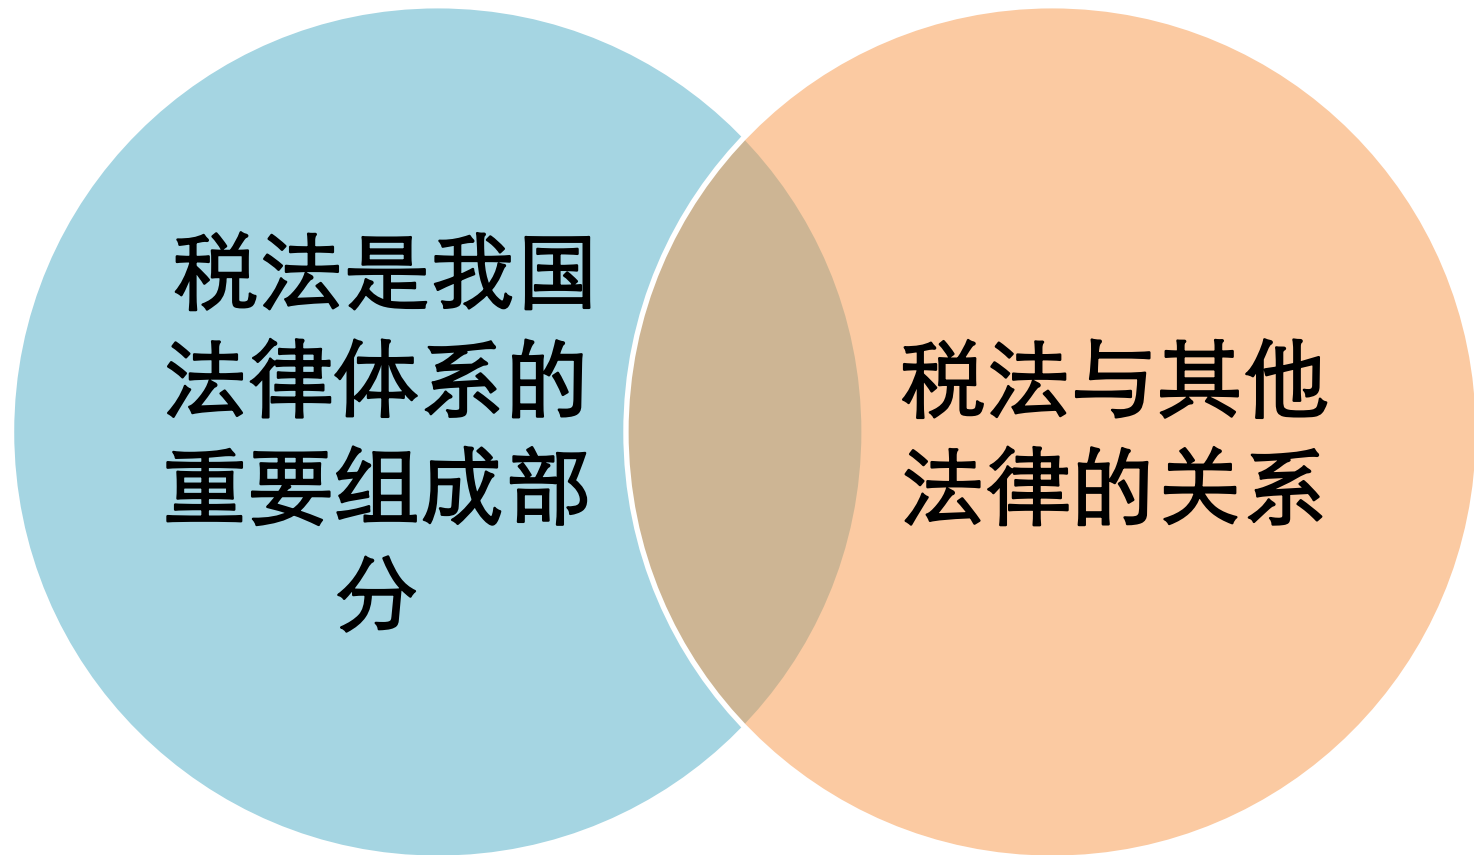 税法是我国
法律体系的
重要组成部
分
税法与其他
法律的关系